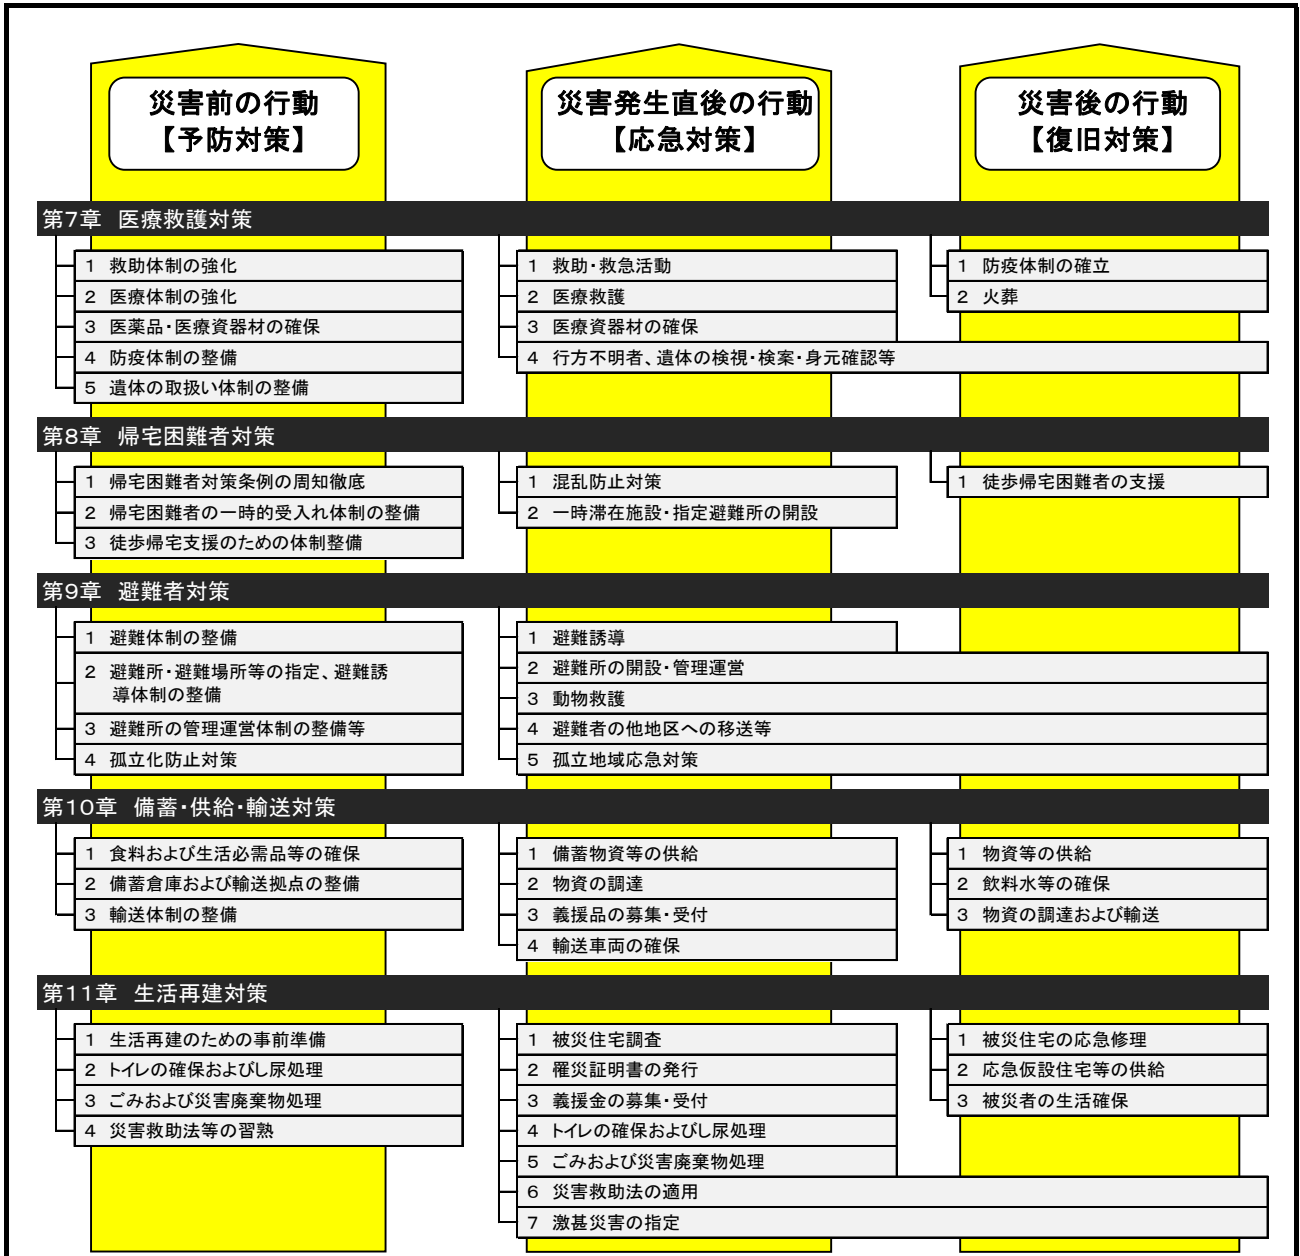 災害前の行動
【予防対策】
災害発生直後の行動
【応急対策】
災害後の行動
【復旧対策】
第7章 医療救護対策
1 救助体制の強化
2 医療体制の強化
3 医薬品・医療資器材の確保
4 防疫体制の整備
5 遺体の取扱い体制の整備
1 救助・救急活動
2 医療救護
3 医療資器材の確保
4 行方不明者、遺体の検視・検案・身元確認等
1 防疫体制の確立
2 火葬
第8章 帰宅困難者対策
1 帰宅困難者対策条例の周知徹底
2 帰宅困難者の一時的受入れ体制の整備
3 徒歩帰宅支援のための体制整備
1 混乱防止対策
2 一時滞在施設・指定避難所の開設
1 徒歩帰宅困難者の支援
第9章 避難者対策
1 避難体制の整備
2 避難所・避難場所等の指定、避難誘
導体制の整備
3 避難所の管理運営体制の整備等
4 孤立化防止対策
1 避難誘導
2 避難所の開設・管理運営
3 動物救護
4 避難者の他地区への移送等
5 孤立地域応急対策
第10章 備蓄・供給・輸送対策
1 食料および生活必需品等の確保
2 備蓄倉庫および輸送拠点の整備
3 輸送体制の整備
1 備蓄物資等の供給
2 物資の調達
3 義援品の募集・受付
4 輸送車両の確保
1 物資等の供給
2 飲料水等の確保
3 物資の調達および輸送
第11章 生活再建対策
1 生活再建のための事前準備
2 トイレの確保およびし尿処理
3 ごみおよび災害廃棄物処理
4 災害救助法等の習熟
1 被災住宅調査
2 罹災証明書の発行
3 義援金の募集・受付
4 トイレの確保およびし尿処理
5 ごみおよび災害廃棄物処理
6 災害救助法の適用
7 激甚災害の指定
1 被災住宅の応急修理
2 応急仮設住宅等の供給
3 被災者の生活確保